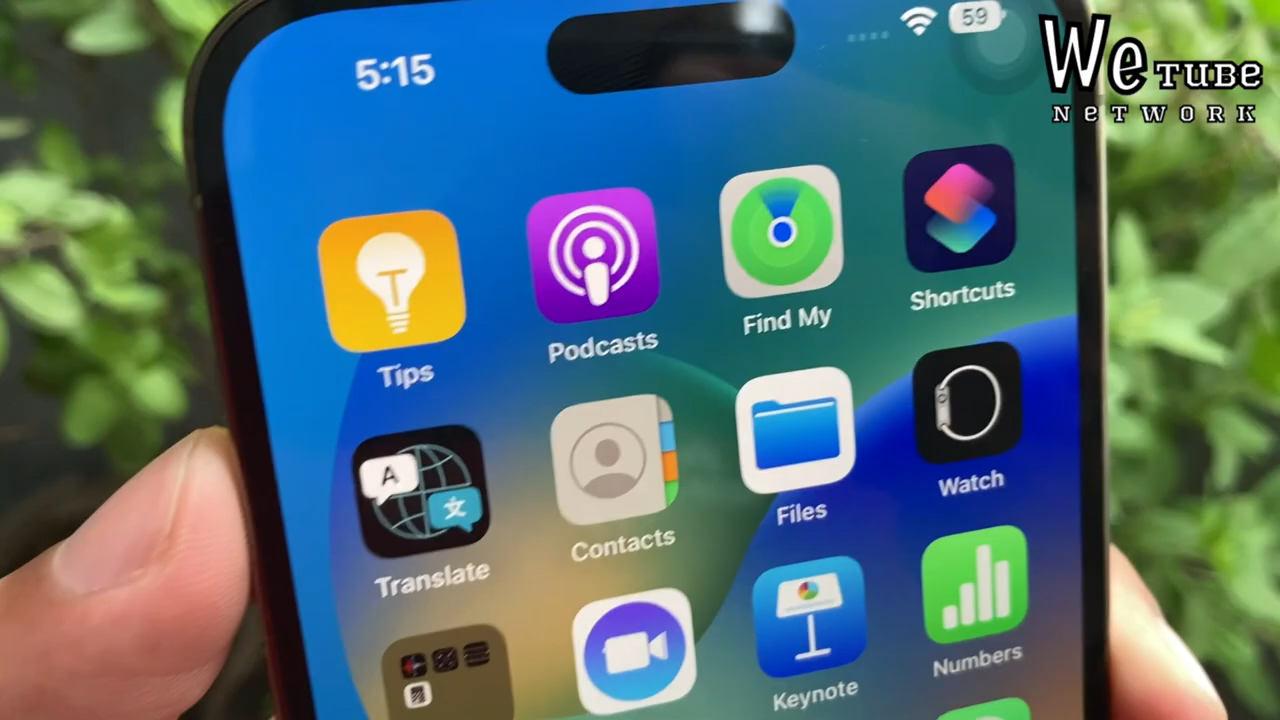 5:15
59
We TUBE
NETWORK
Tips
Podcasts
Find My
Shortcuts
T
A
文
Translate
Contacts
Files
Watch
Keynote
Numbers